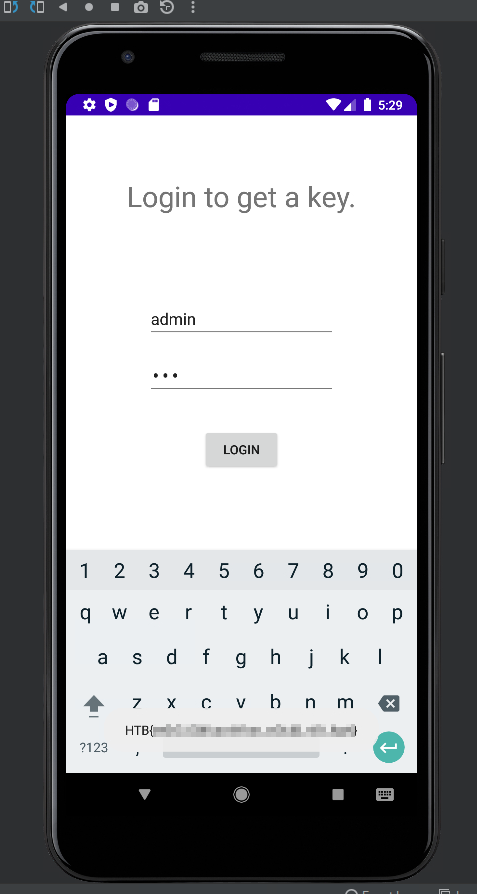 5:29
Login to get a key.
admin
•••
LOGIN
1 2 3 4 5 6 7 8 9 0
q w e r t y u i o p
a s d f g h j k l
z x c v b n m
HTB{ }
?123 , .